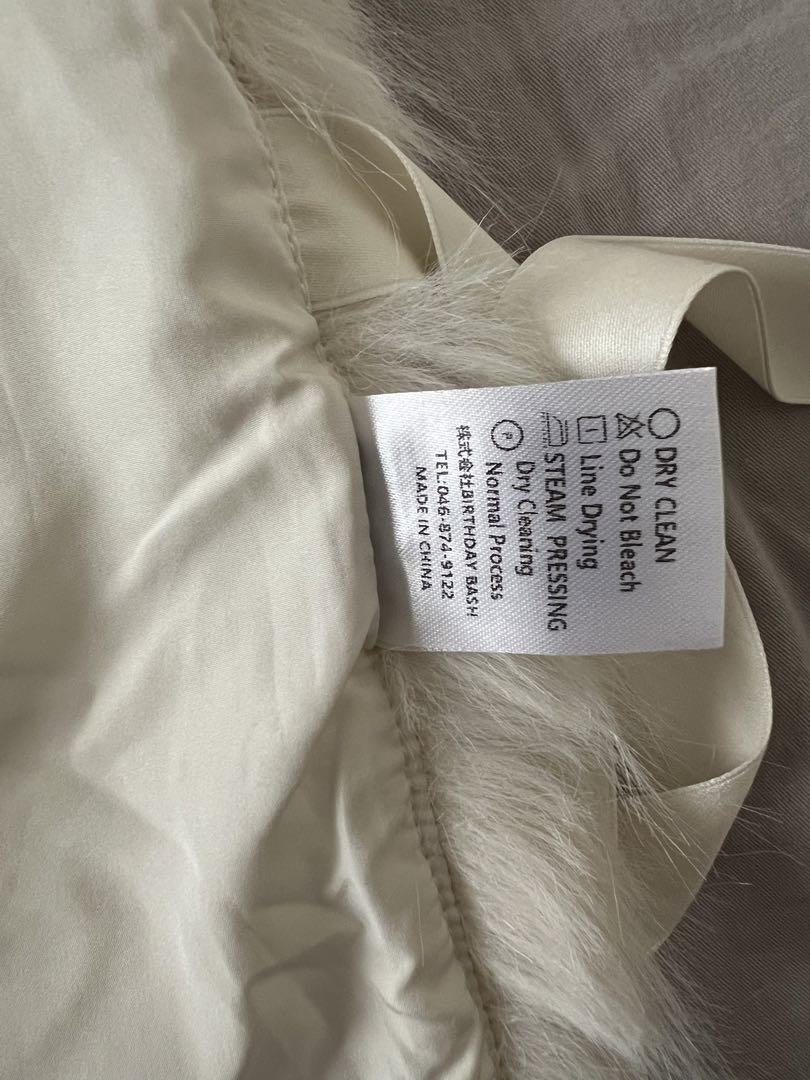 DRY CLEAN
Do Not Bleach
Line Drying
STEAM PRESSING
Dry Cleaning
Normal Process
株式会社BIRTHDAY BASH
TEL:046-874-9122
MADE IN CHINA